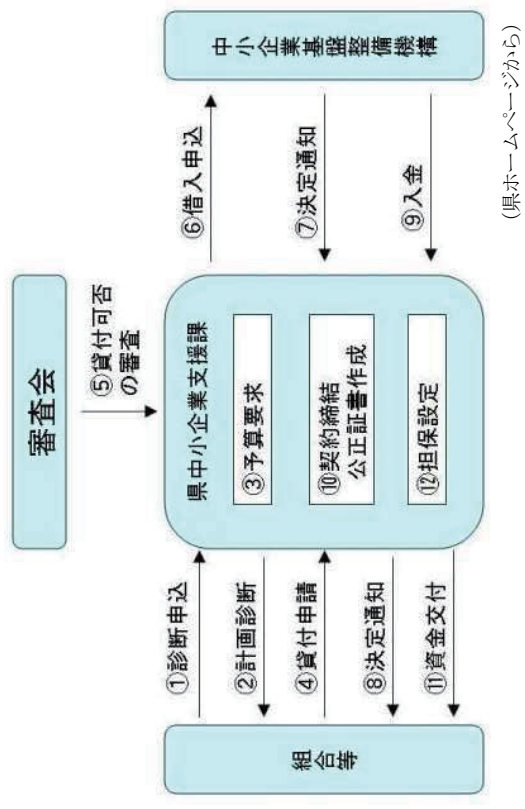 審査会
⑤貸付可否
の審査
組合等
①診断申込
②計画診断
④貸付申請
⑧決定通知
⑪資金交付
県中小企業支援課
③予算要求
⑩契約締結
公正証書作成
⑫担保設定
⑥借入申込
⑦決定通知
⑨入金
中小企業基盤整備機構
(県ホームページから)